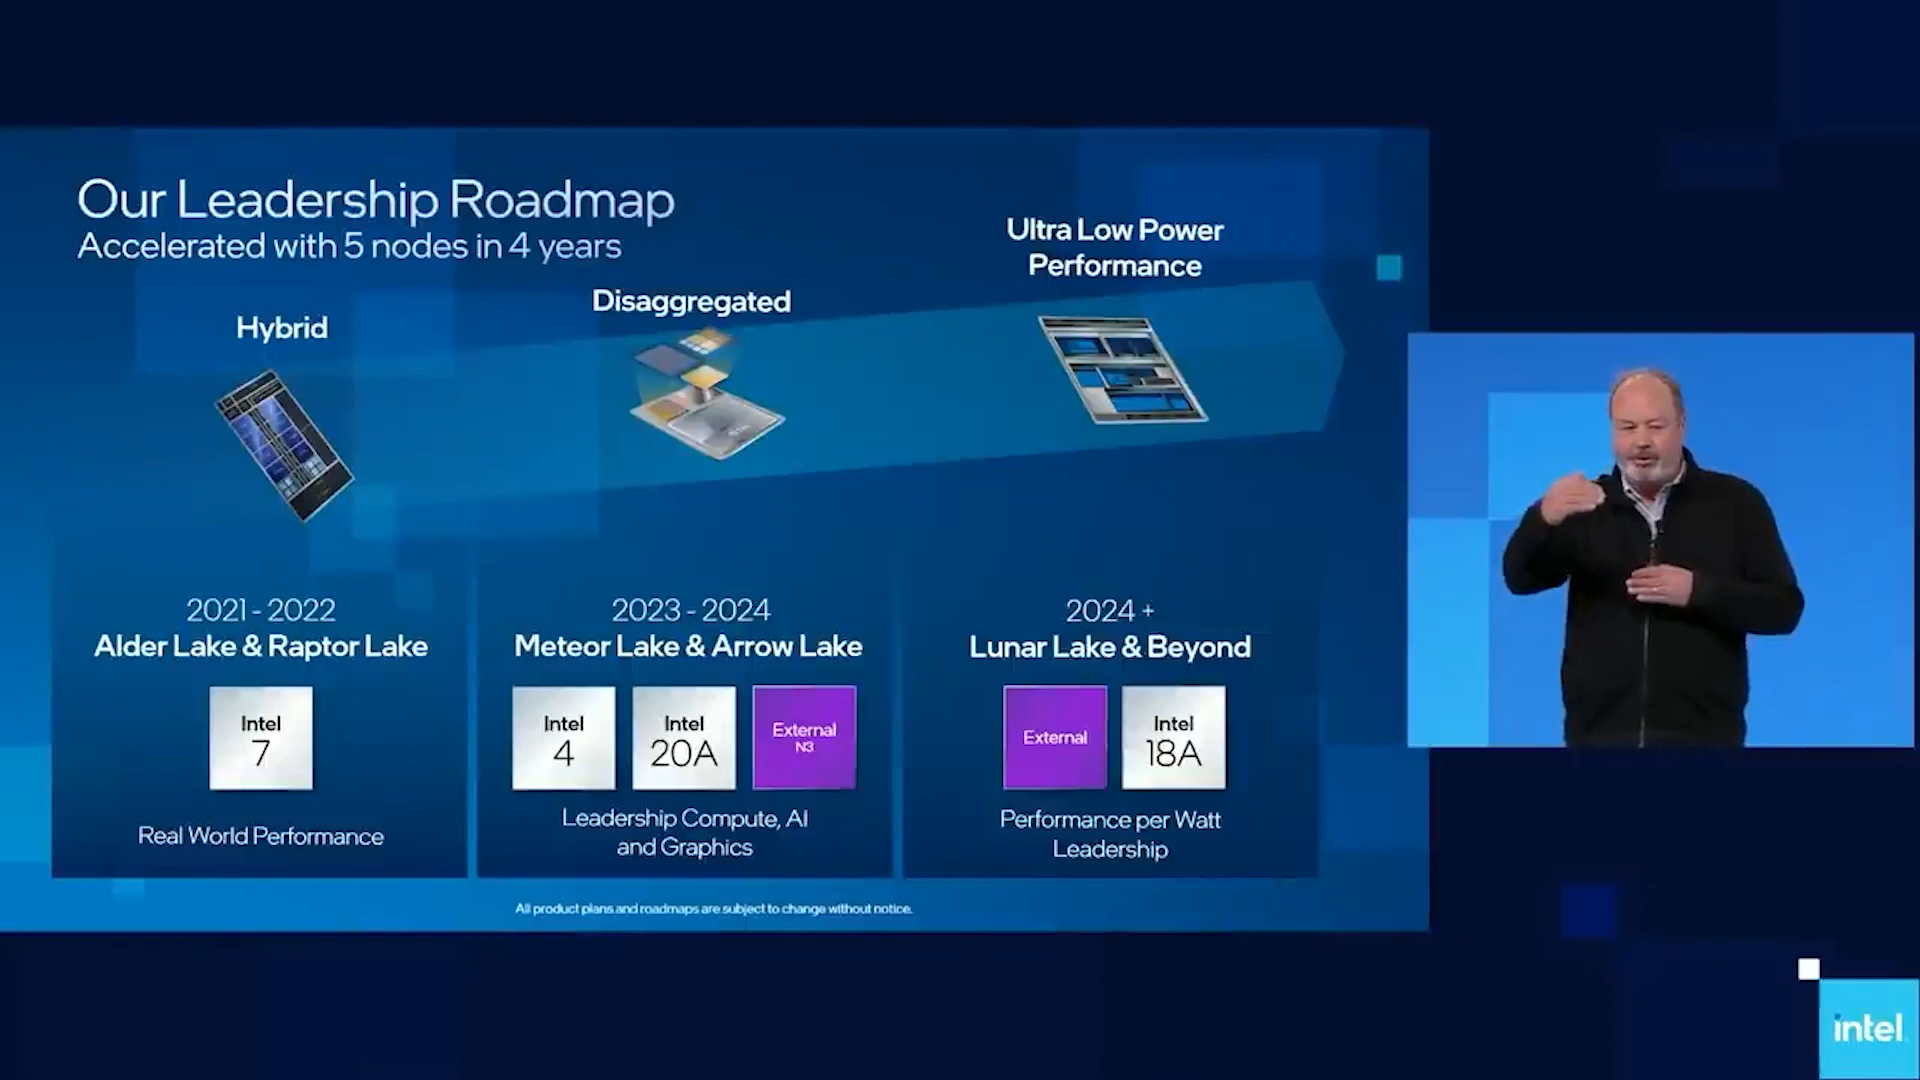 Our Leadership Roadmap
Accelerated with 5 nodes in 4 years
Hybrid
Disaggregated
Ultra Low Power
Performance
2021 - 2022
Alder Lake & Raptor Lake
Intel
7
Real World Performance
2023 - 2024
Meteor Lake & Arrow Lake
Intel
4
Intel
20A
External
N3
Leadership Compute, AI
and Graphics
2024 +
Lunar Lake & Beyond
External
Intel
18A
Performance per Watt
Leadership
All product plans and roadmaps are subject to change without notice.
intel.